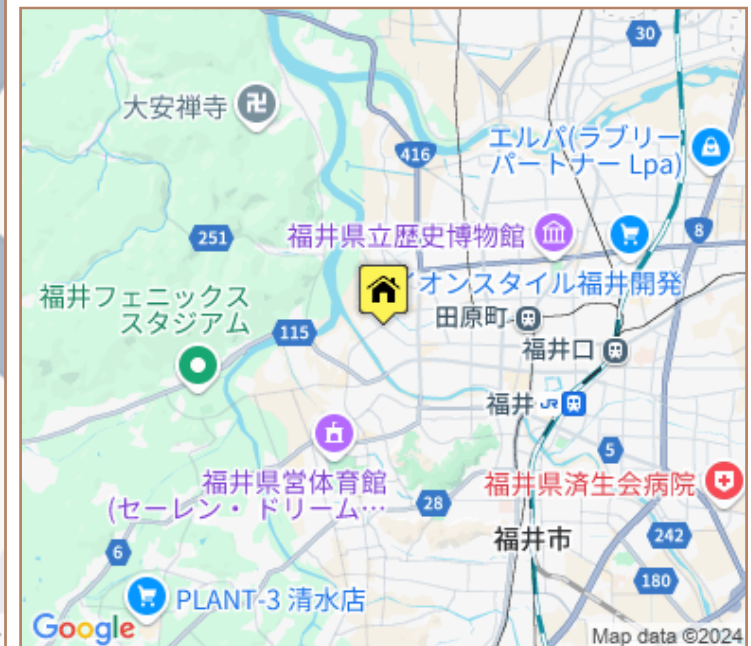 30
大安禅寺
エルパ(ラブリー
パートナー Lpa)
416
8
251
福井県立歴史博物館
イオンスタイル福井開発
福井フェニックス
スタジアム
田原町
115
福井口
福井 JR
5
福井県営体育館
(セーレン・ドリーム…
福井県済生会病院
28
福井市
242
6
180
PLANT-3 清水店
Google
Map data ©2024